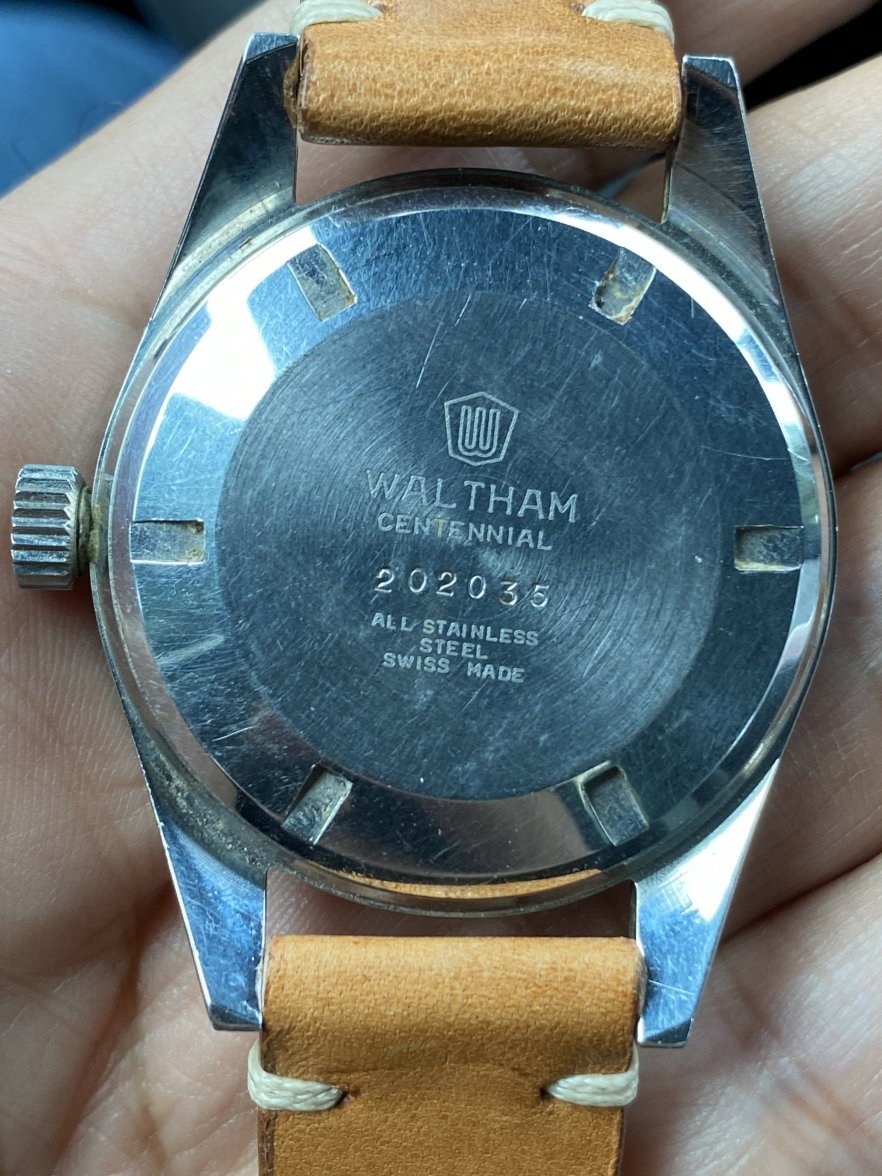 WALTHAM
CENTENNIAL
202035
ALL STAINLESS
STEEL
SWISS MADE